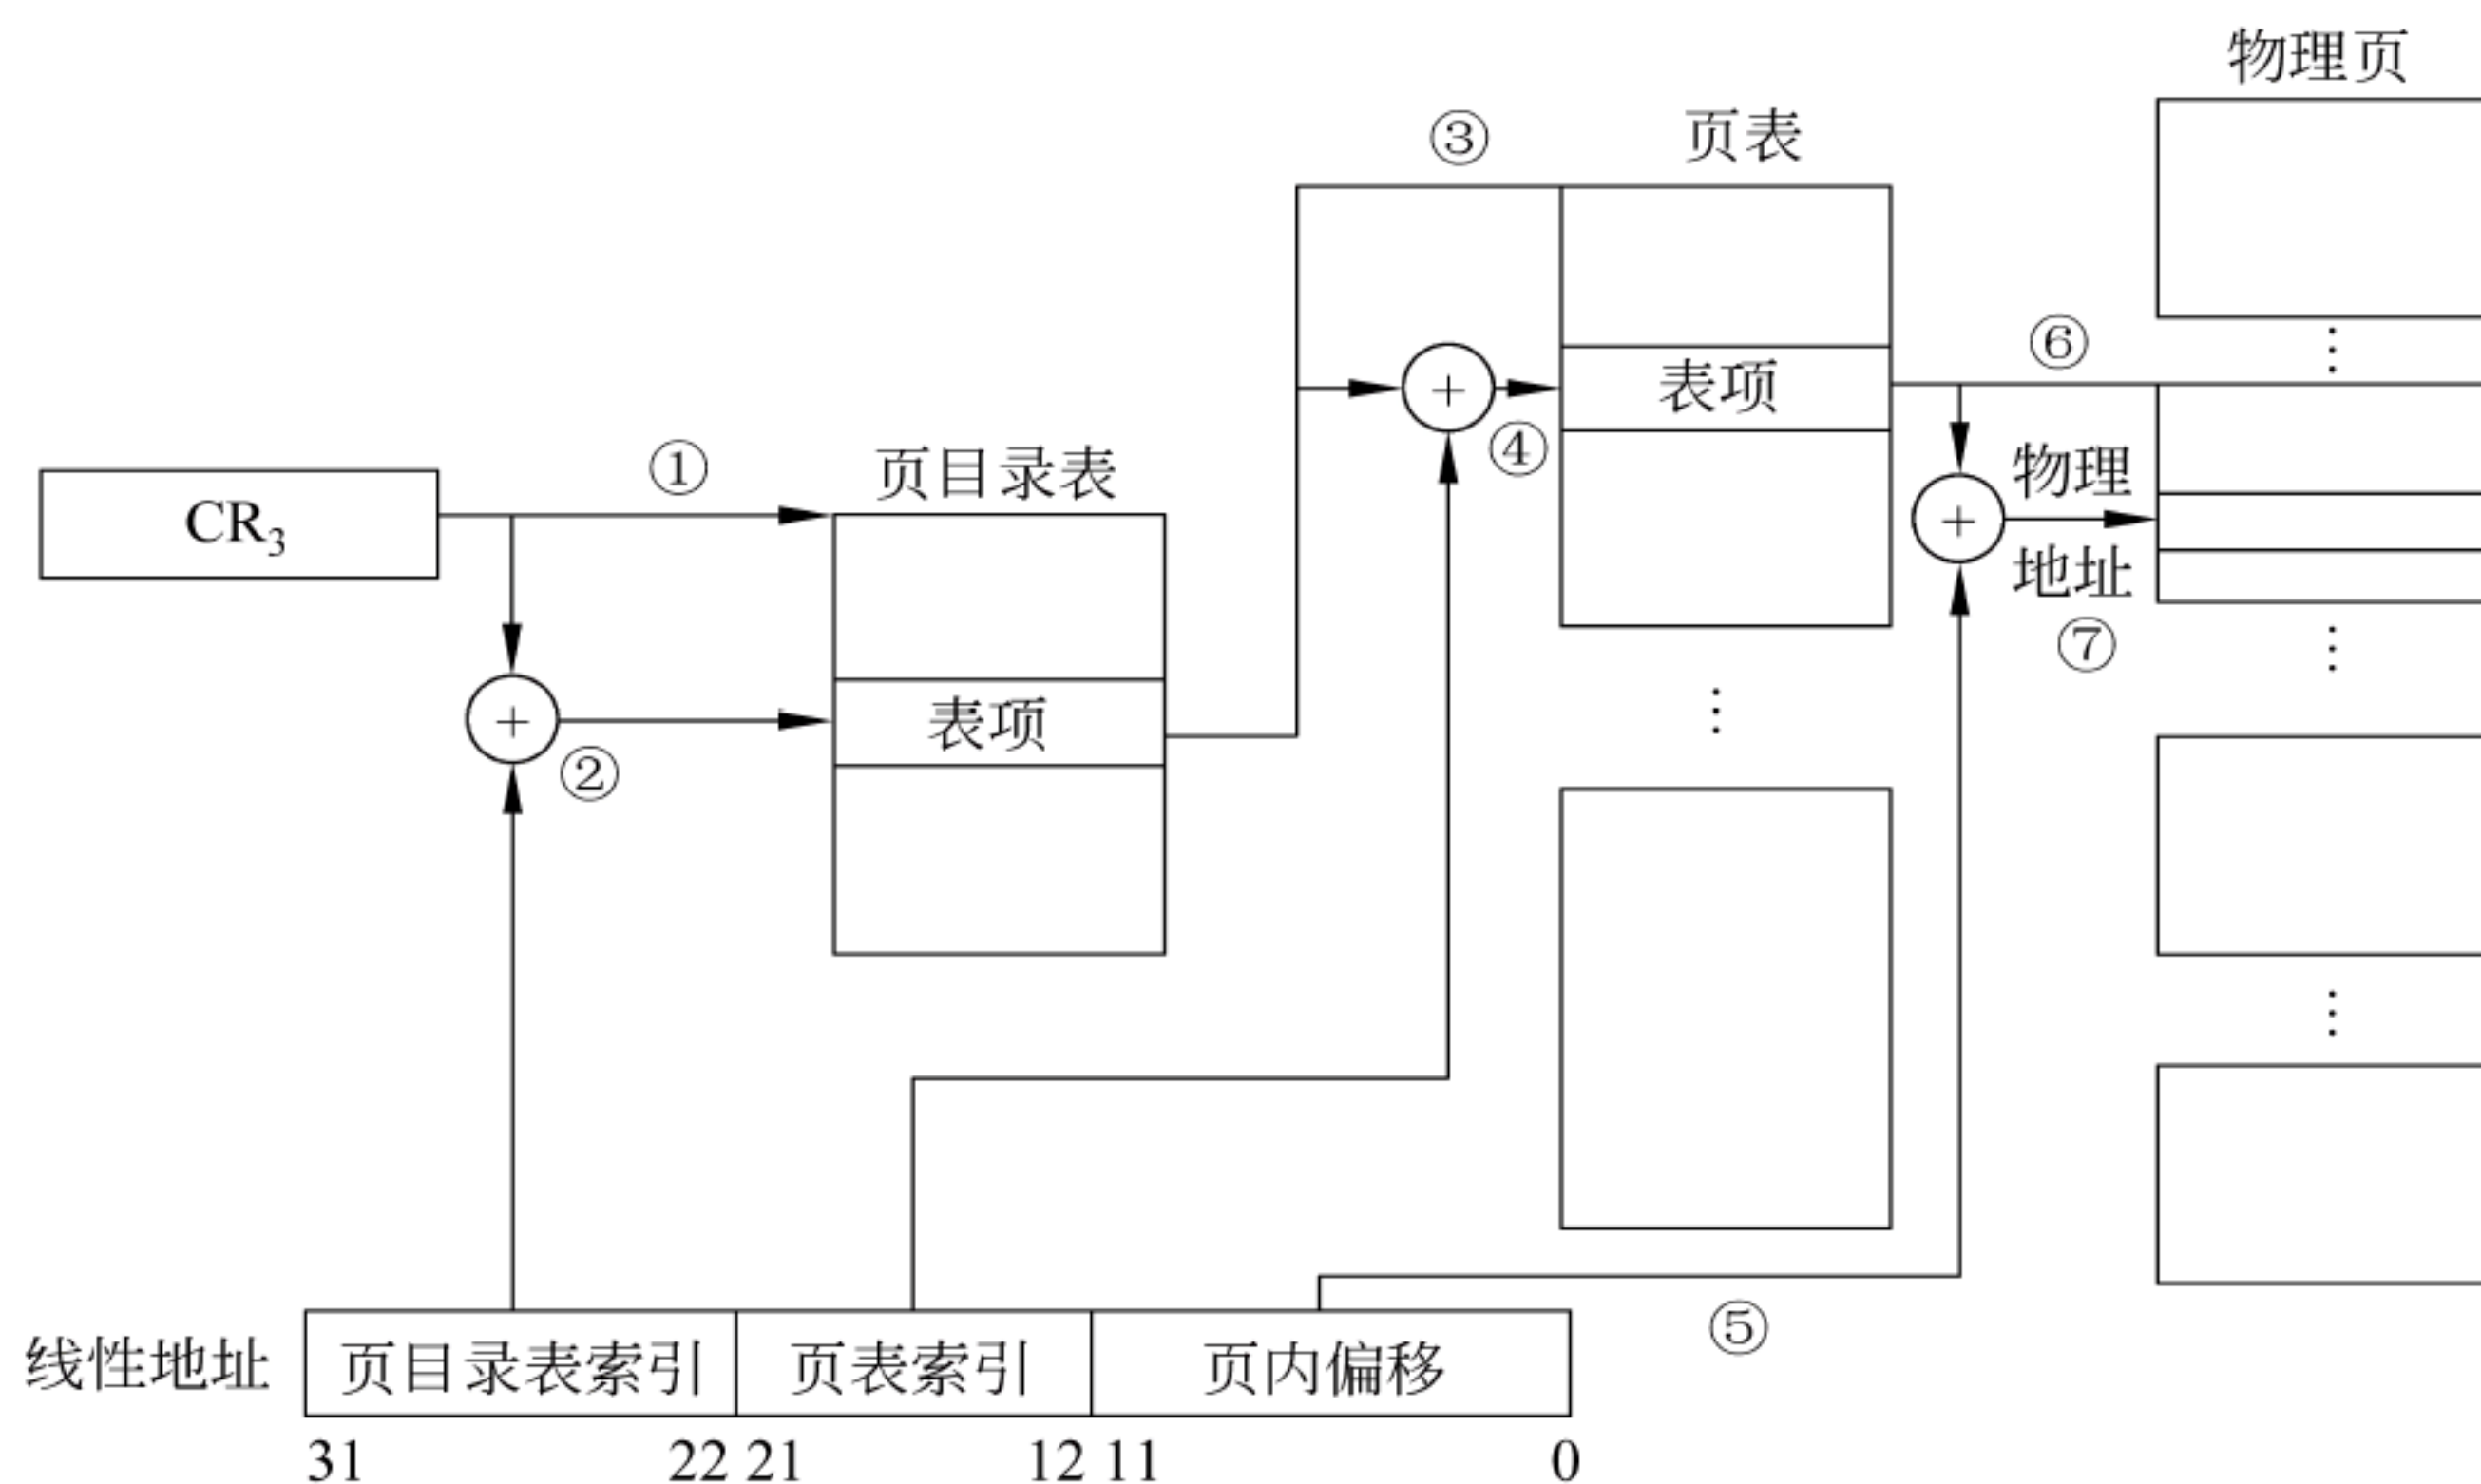 物理页
③ 页表
⑥
表项
④
① 页目录表
CR₃
物理
地址
⑦
表项
②
⑤
线性地址 页目录表索引 页表索引 页内偏移
31 22 21 12 11 0